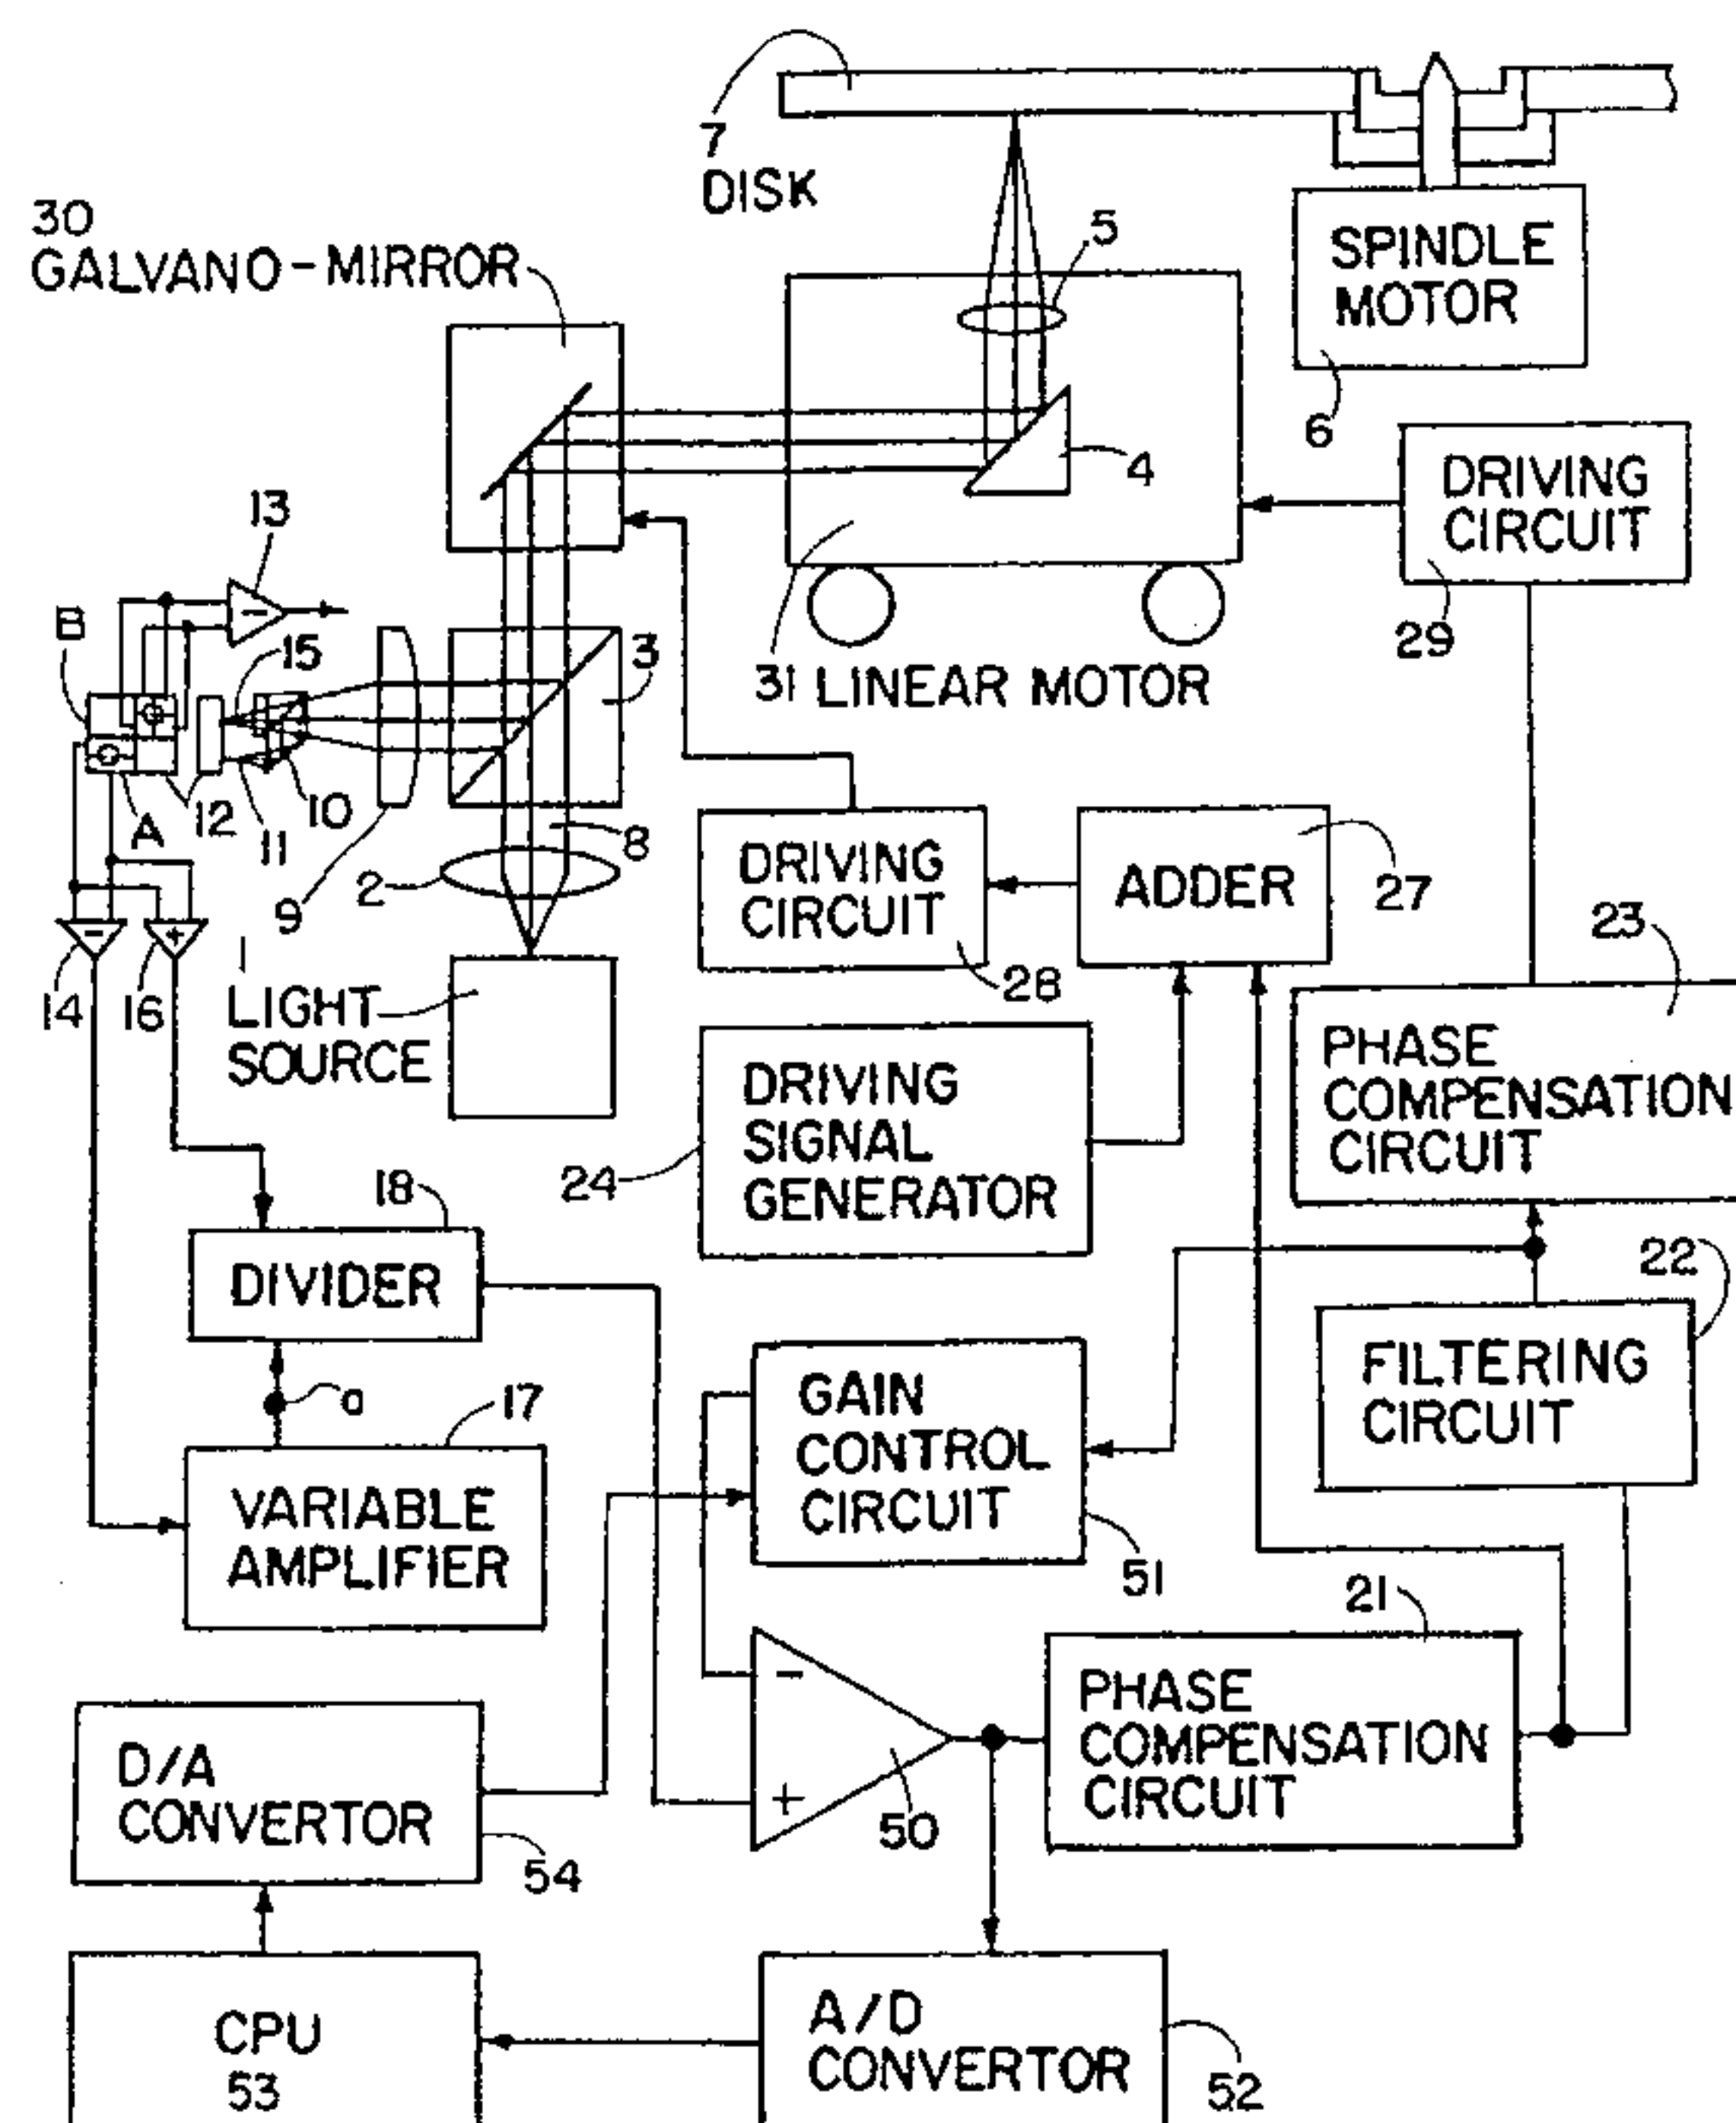 7
DISK
30
GALVANO-MIRROR
5
SPINDLE
MOTOR
6
4
DRIVING
CIRCUIT
29
13
B
15
3
31 LINEAR MOTOR
A
12
11
10
9
2
8
DRIVING
CIRCUIT
28
ADDER
27
23
-
+
14
16
1
LIGHT
SOURCE
DRIVING
SIGNAL
GENERATOR
24
PHASE
COMPENSATION
CIRCUIT
18
DIVIDER
22
FILTERING
CIRCUIT
a
17
GAIN
CONTROL
CIRCUIT
51
VARIABLE
AMPLIFIER
21
PHASE
COMPENSATION
CIRCUIT
-
+
50
D/A
CONVERTOR
54
CPU
53
A/D
CONVERTOR
52